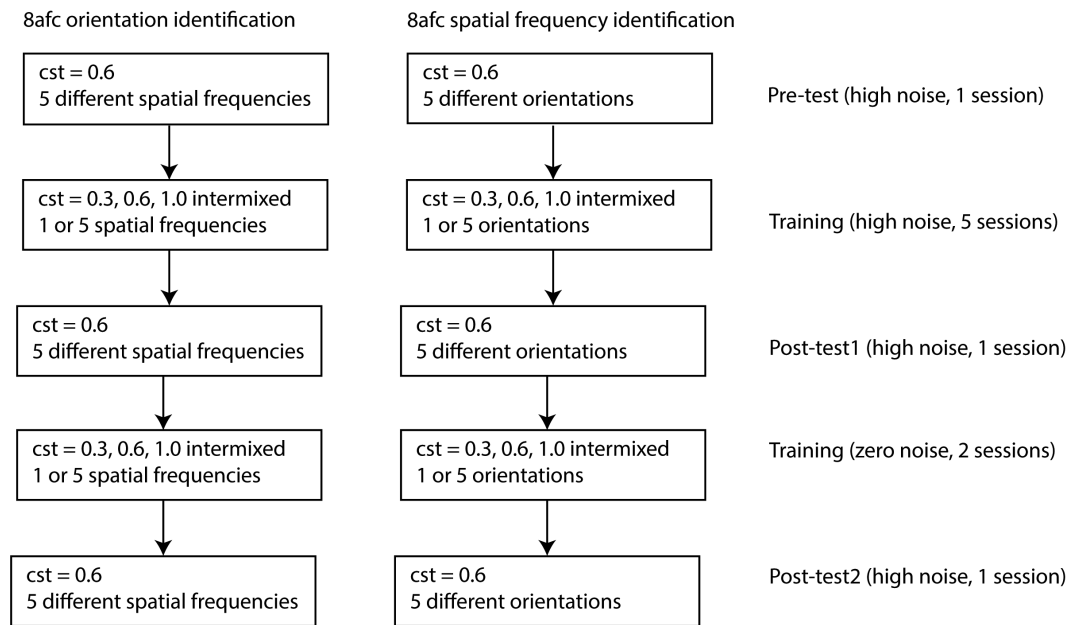 8afc orientation identification
8afc spatial frequency identification
cst = 0.6
5 different spatial frequencies
cst = 0.6
5 different orientations
Pre-test (high noise, 1 session)
cst = 0.3, 0.6, 1.0 intermixed
1 or 5 spatial frequencies
cst = 0.3, 0.6, 1.0 intermixed
1 or 5 orientations
Training (high noise, 5 sessions)
cst = 0.6
5 different spatial frequencies
cst = 0.6
5 different orientations
Post-test1 (high noise, 1 session)
cst = 0.3, 0.6, 1.0 intermixed
1 or 5 spatial frequencies
cst = 0.3, 0.6, 1.0 intermixed
1 or 5 orientations
Training (zero noise, 2 sessions)
cst = 0.6
5 different spatial frequencies
cst = 0.6
5 different orientations
Post-test2 (high noise, 1 session)